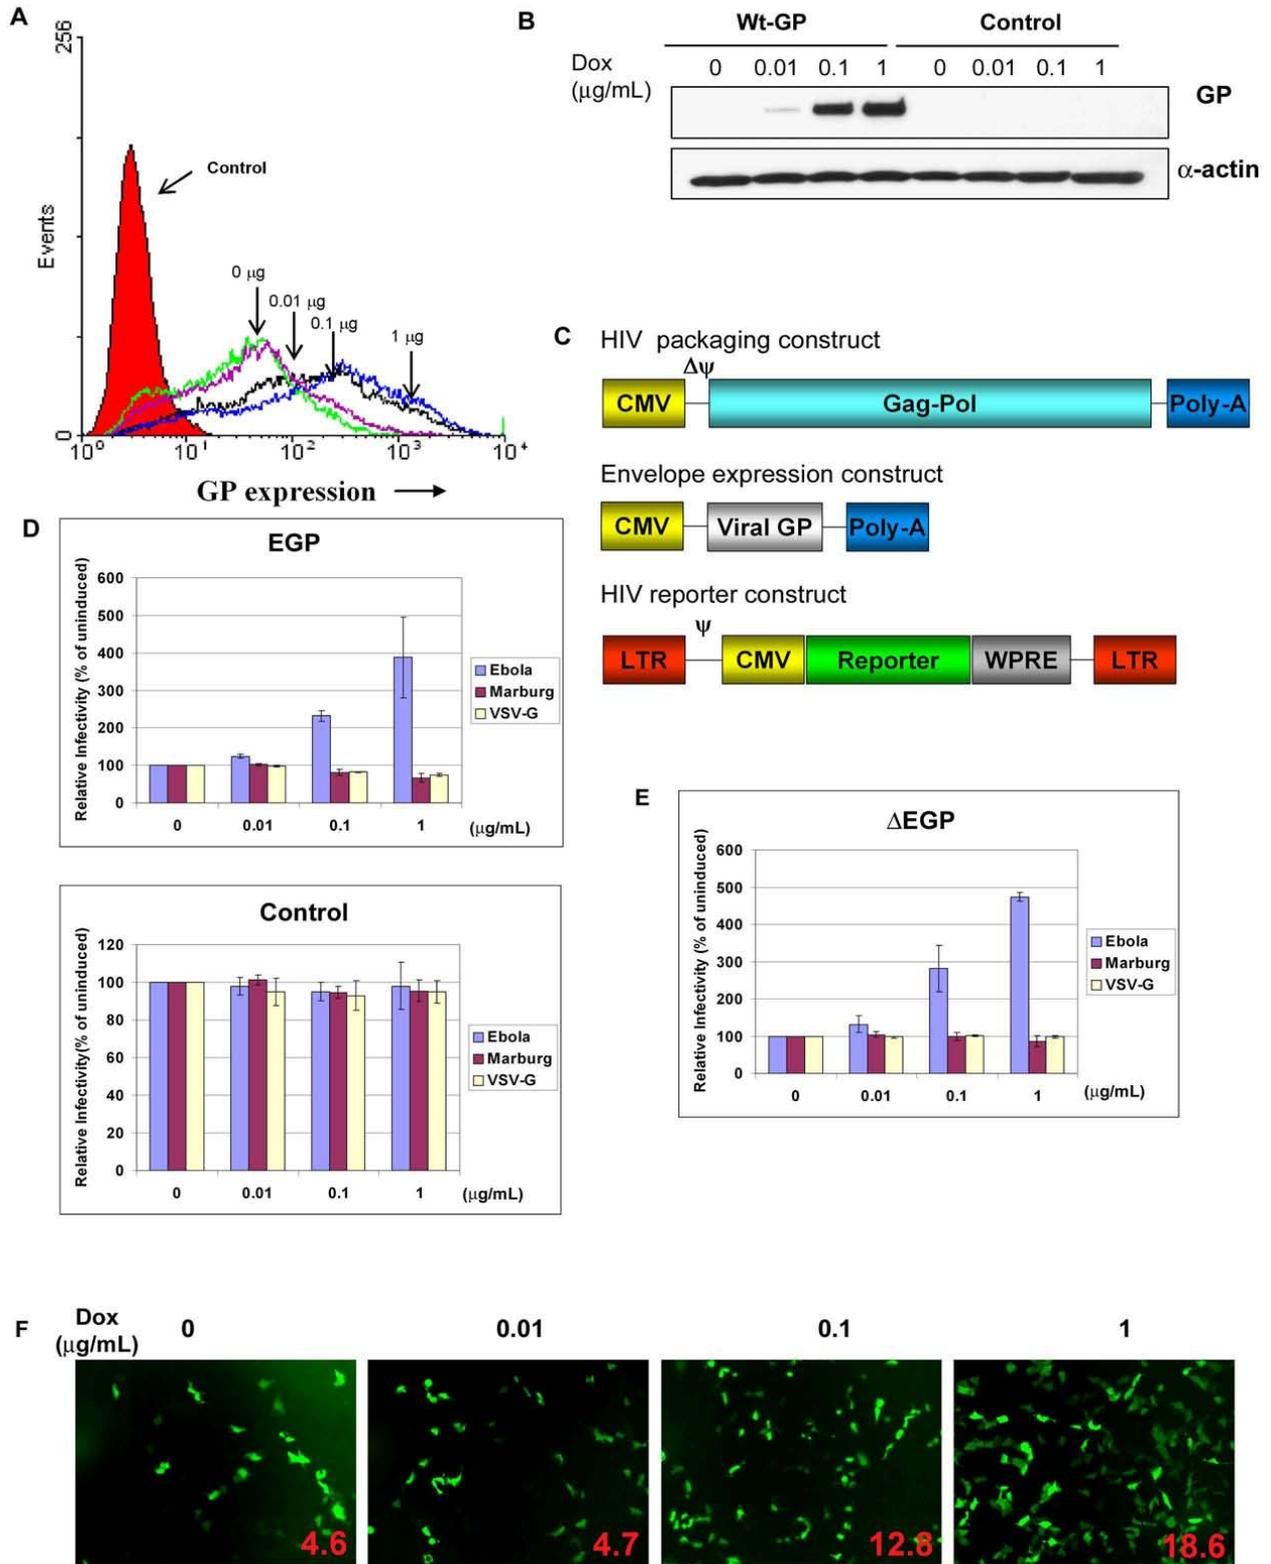 A
256
Events
0
Control
0 μg
0.01 μg
0.1 μg
1 μg
10⁰ 10¹ 10² 10³ 10⁴
GP expression
B
Wt-GP Control
Dox (μg/mL)
0 0.01 0.1 1 0 0.01 0.1 1
GP
α-actin
C
HIV packaging construct
Δψ
CMV Gag-Pol Poly-A
Envelope expression construct
CMV Viral GP Poly-A
HIV reporter construct
ψ
LTR CMV Reporter WPRE LTR
D
EGP
Relative Infectivity (% of uninduced)
600
500
400
300
200
100
0
0 0.01 0.1 1 (μg/mL)
Ebola
Marburg
VSV-G
Control
Relative Infectivity(% of uninduced)
120
100
80
60
40
20
0
0 0.01 0.1 1 (μg/mL)
Ebola
Marburg
VSV-G
E
ΔEGP
Relative Infectivity (% of uninduced)
600
500
400
300
200
100
0
0 0.01 0.1 1 (μg/mL)
Ebola
Marburg
VSV-G
F
Dox (μg/mL)
0 0.01 0.1 1
4.6 4.7 12.8 18.6